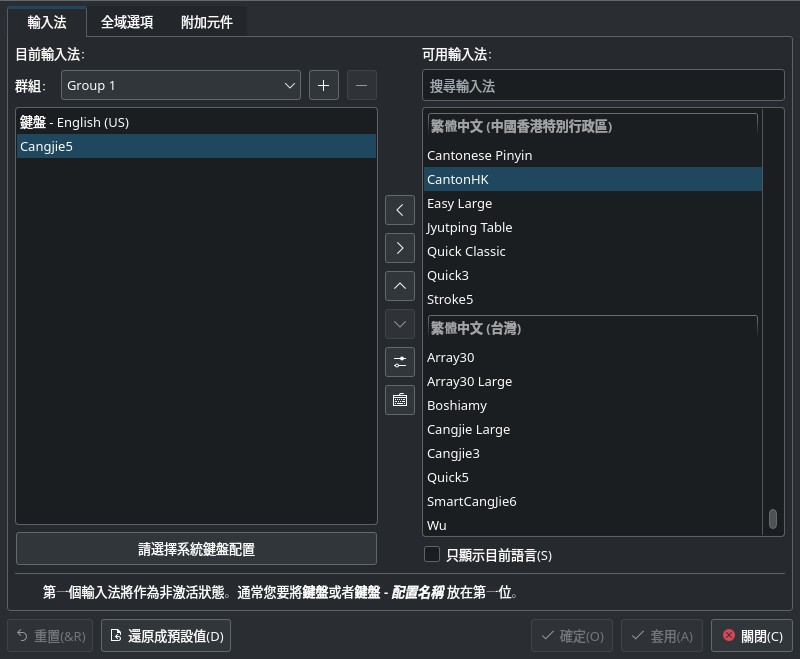 輸入法 全域選項 附加元件
目前輸入法:
群組: Group 1
鍵盤 - English (US)
Cangjie5
請選擇系統鍵盤配置
可用輸入法:
搜尋輸入法
繁體中文 (中國香港特別行政區)
Cantonese Pinyin
CantonHK
Easy Large
Jyutping Table
Quick Classic
Quick3
Stroke5
繁體中文 (台灣)
Array30
Array30 Large
Boshiamy
Cangjie Large
Cangjie3
Quick5
SmartCangJie6
Wu
只顯示目前語言(S)
第一個輸入法將作為非激活狀態。通常您要將鍵盤或者鍵盤 - 配置名稱 放在第一位。
重置(&R) 還原成預設值(D) 確定(O) 套用(A) 關閉(C)